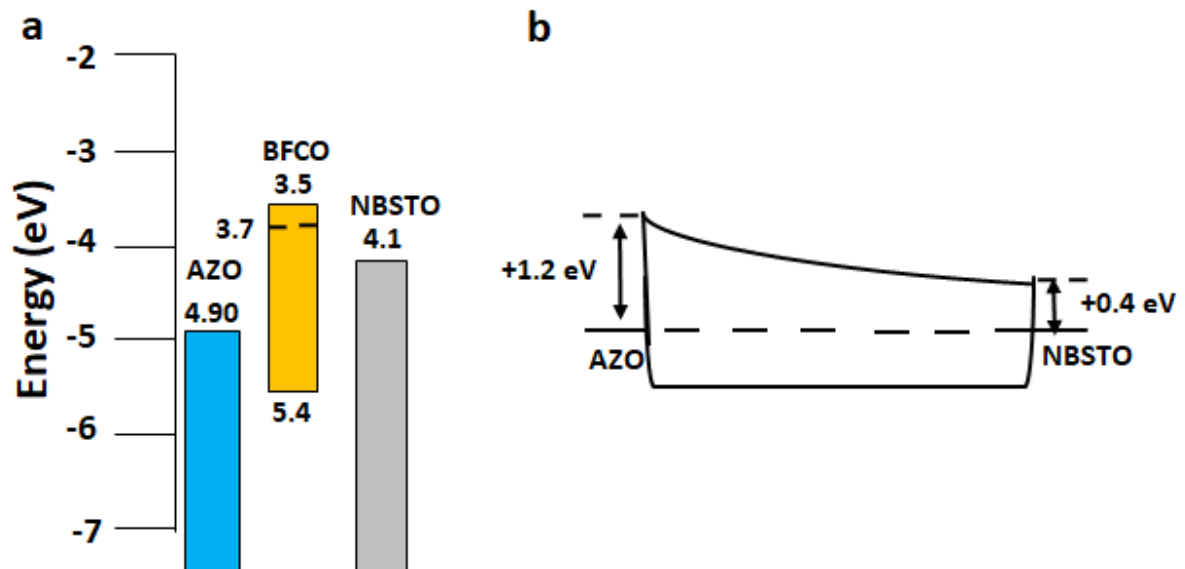 a
Energy (eV)
-2
-3
-4
-5
-6
-7
BFCO
3.5
3.7
5.4
AZO
4.90
NBSTO
4.1
b
+1.2 eV
+0.4 eV
AZO
NBSTO